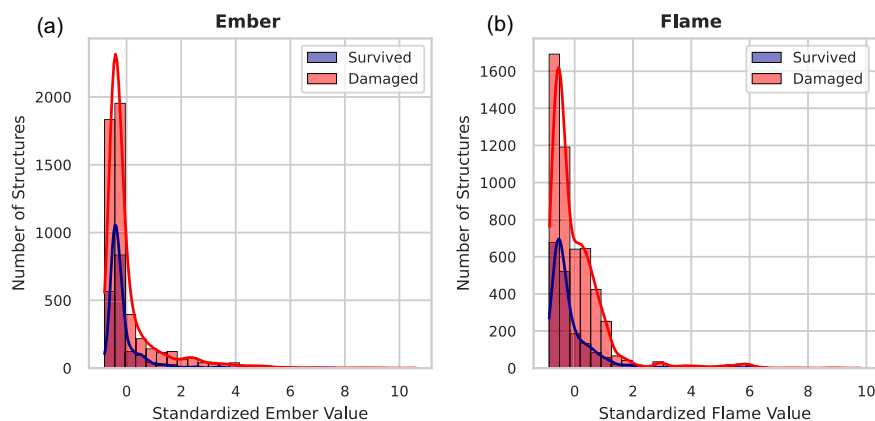 (a)
Ember
Survived
Damaged
Number of Structures
2000
1500
1000
500
0
0 2 4 6 8 10
Standardized Ember Value
(b)
Flame
Survived
Damaged
Number of Structures
1600
1400
1200
1000
800
600
400
200
0
0 2 4 6 8 10
Standardized Flame Value